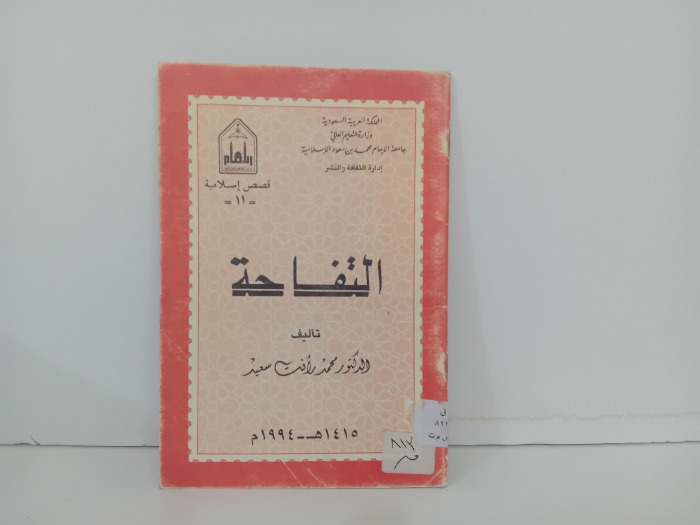 المملكة العربية السعودية
وزارة التعليم العالي
جامعة الإمام محمد بن سعود الإسلامية
إدارة الثقافة والنشر
قصص إسلامية
= ١١ =
التفاحة
تأليف
الدكتور محمد رأفت سعيد
١٤١٥هـ - ١٩٩٤م
٨١٣